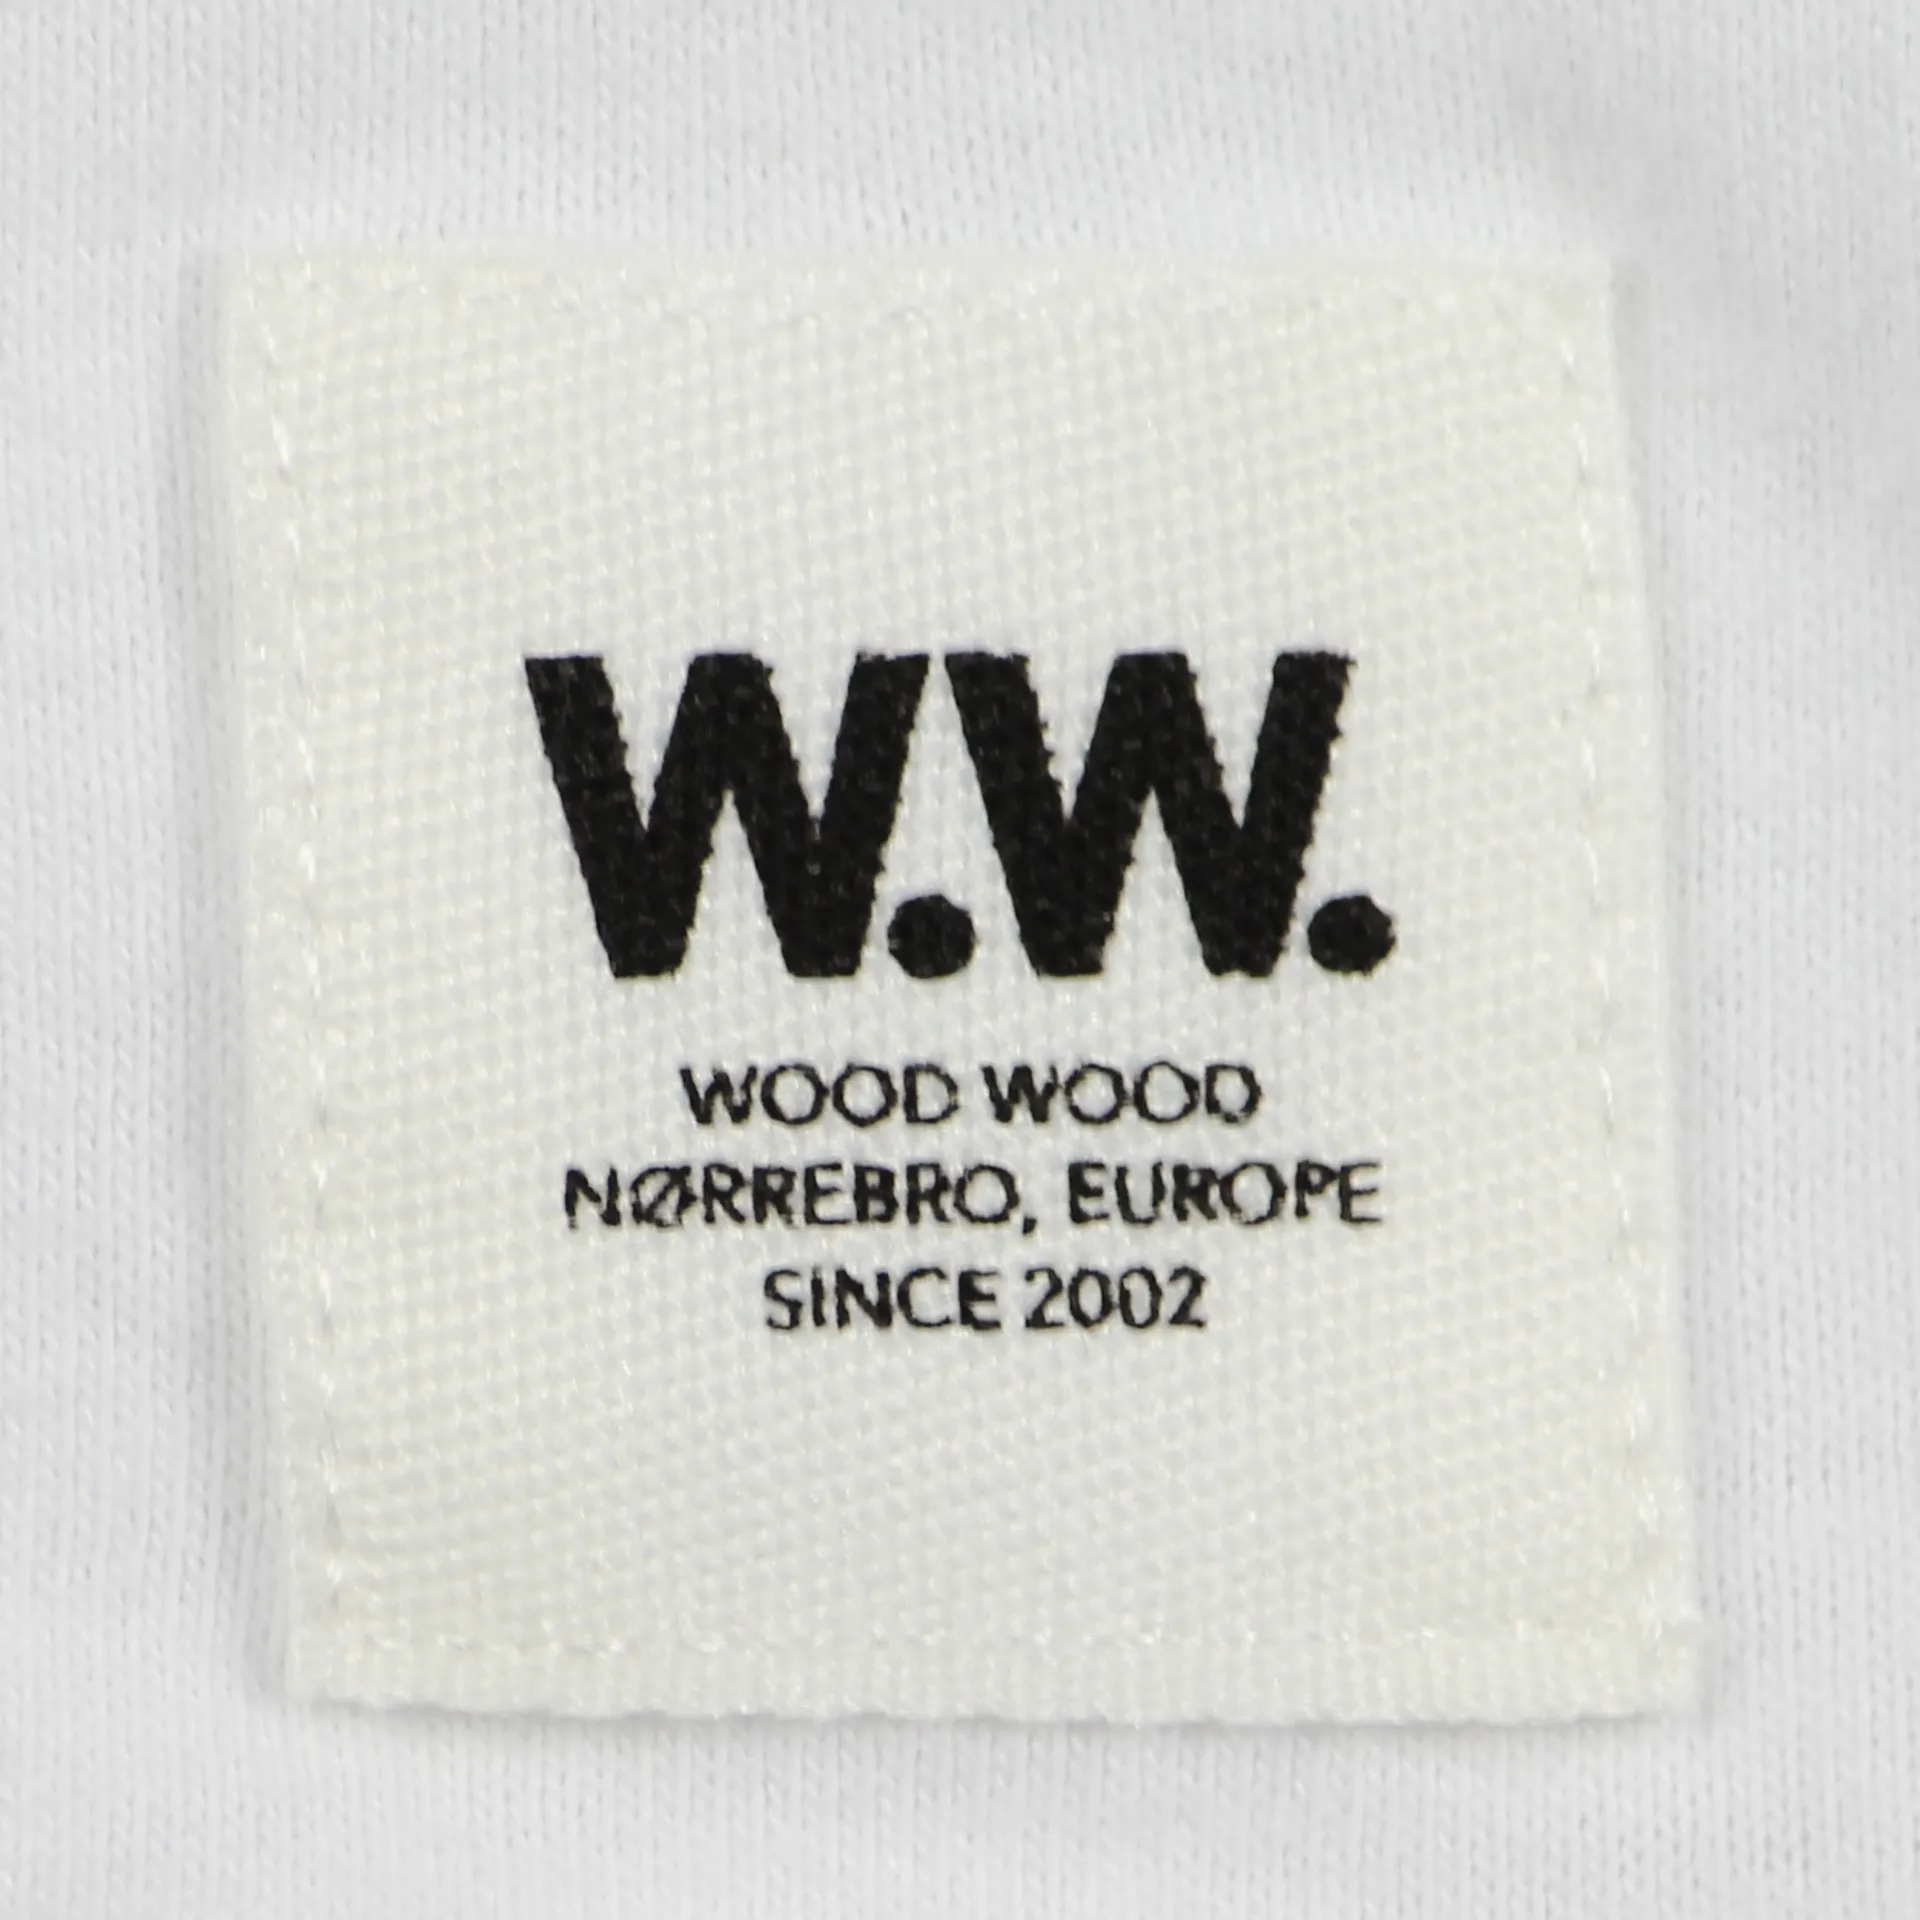 W.W.
WOOD WOOD
NØRREBRO, EUROPE
SINCE 2002